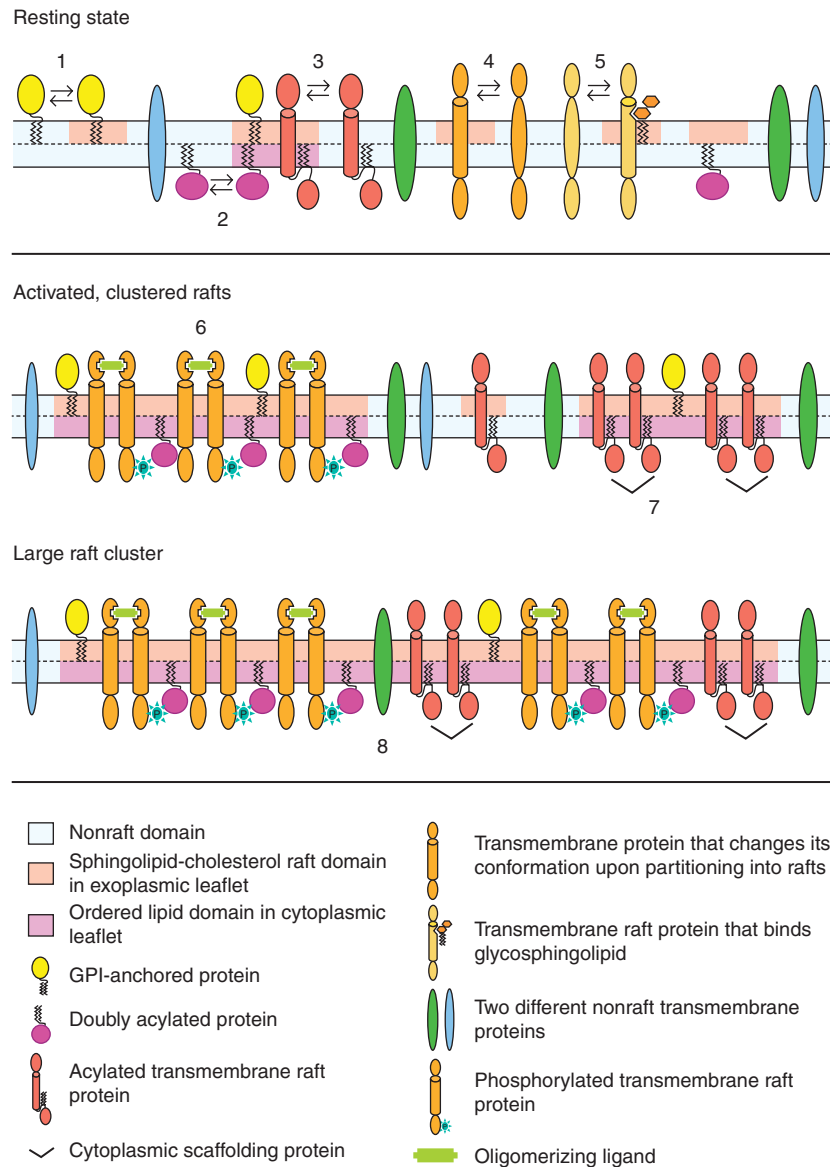 Resting state
1
3
4
5
2
Activated, clustered rafts
6
P
P
P
7
Large raft cluster
P
P
P
P
P
8
Nonraft domain
Sphingolipid-cholesterol raft domain
in exoplasmic leaflet
Ordered lipid domain in cytoplasmic
leaflet
GPI-anchored protein
Doubly acylated protein
Acylated transmembrane raft
protein
Cytoplasmic scaffolding protein
Transmembrane protein that changes its
conformation upon partitioning into rafts
Transmembrane raft protein that binds
glycosphingolipid
Two different nonraft transmembrane
proteins
Phosphorylated transmembrane raft
protein
P
Oligomerizing ligand